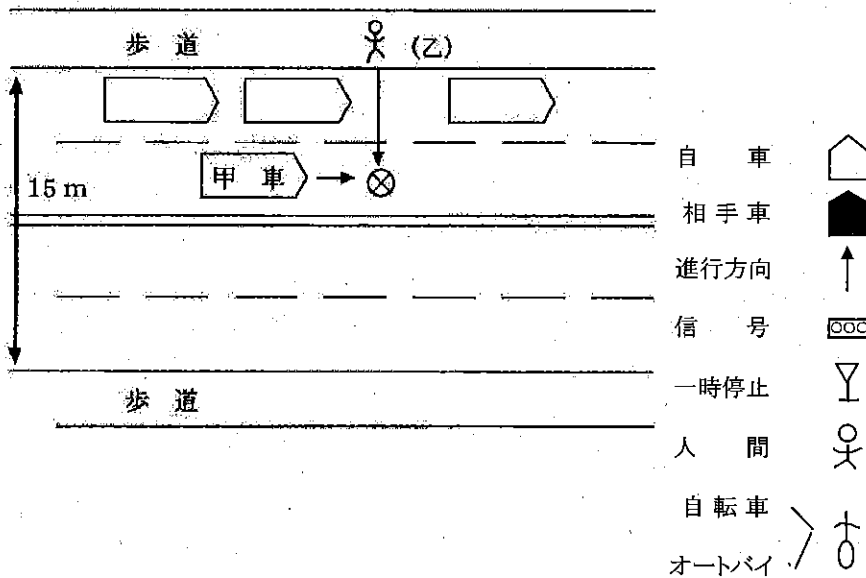 歩 道
(乙)
甲 車
15 m
歩 道
自 車
相 手 車
進行方向
信 号
一時停止
人 間
自 転 車
オートバイ